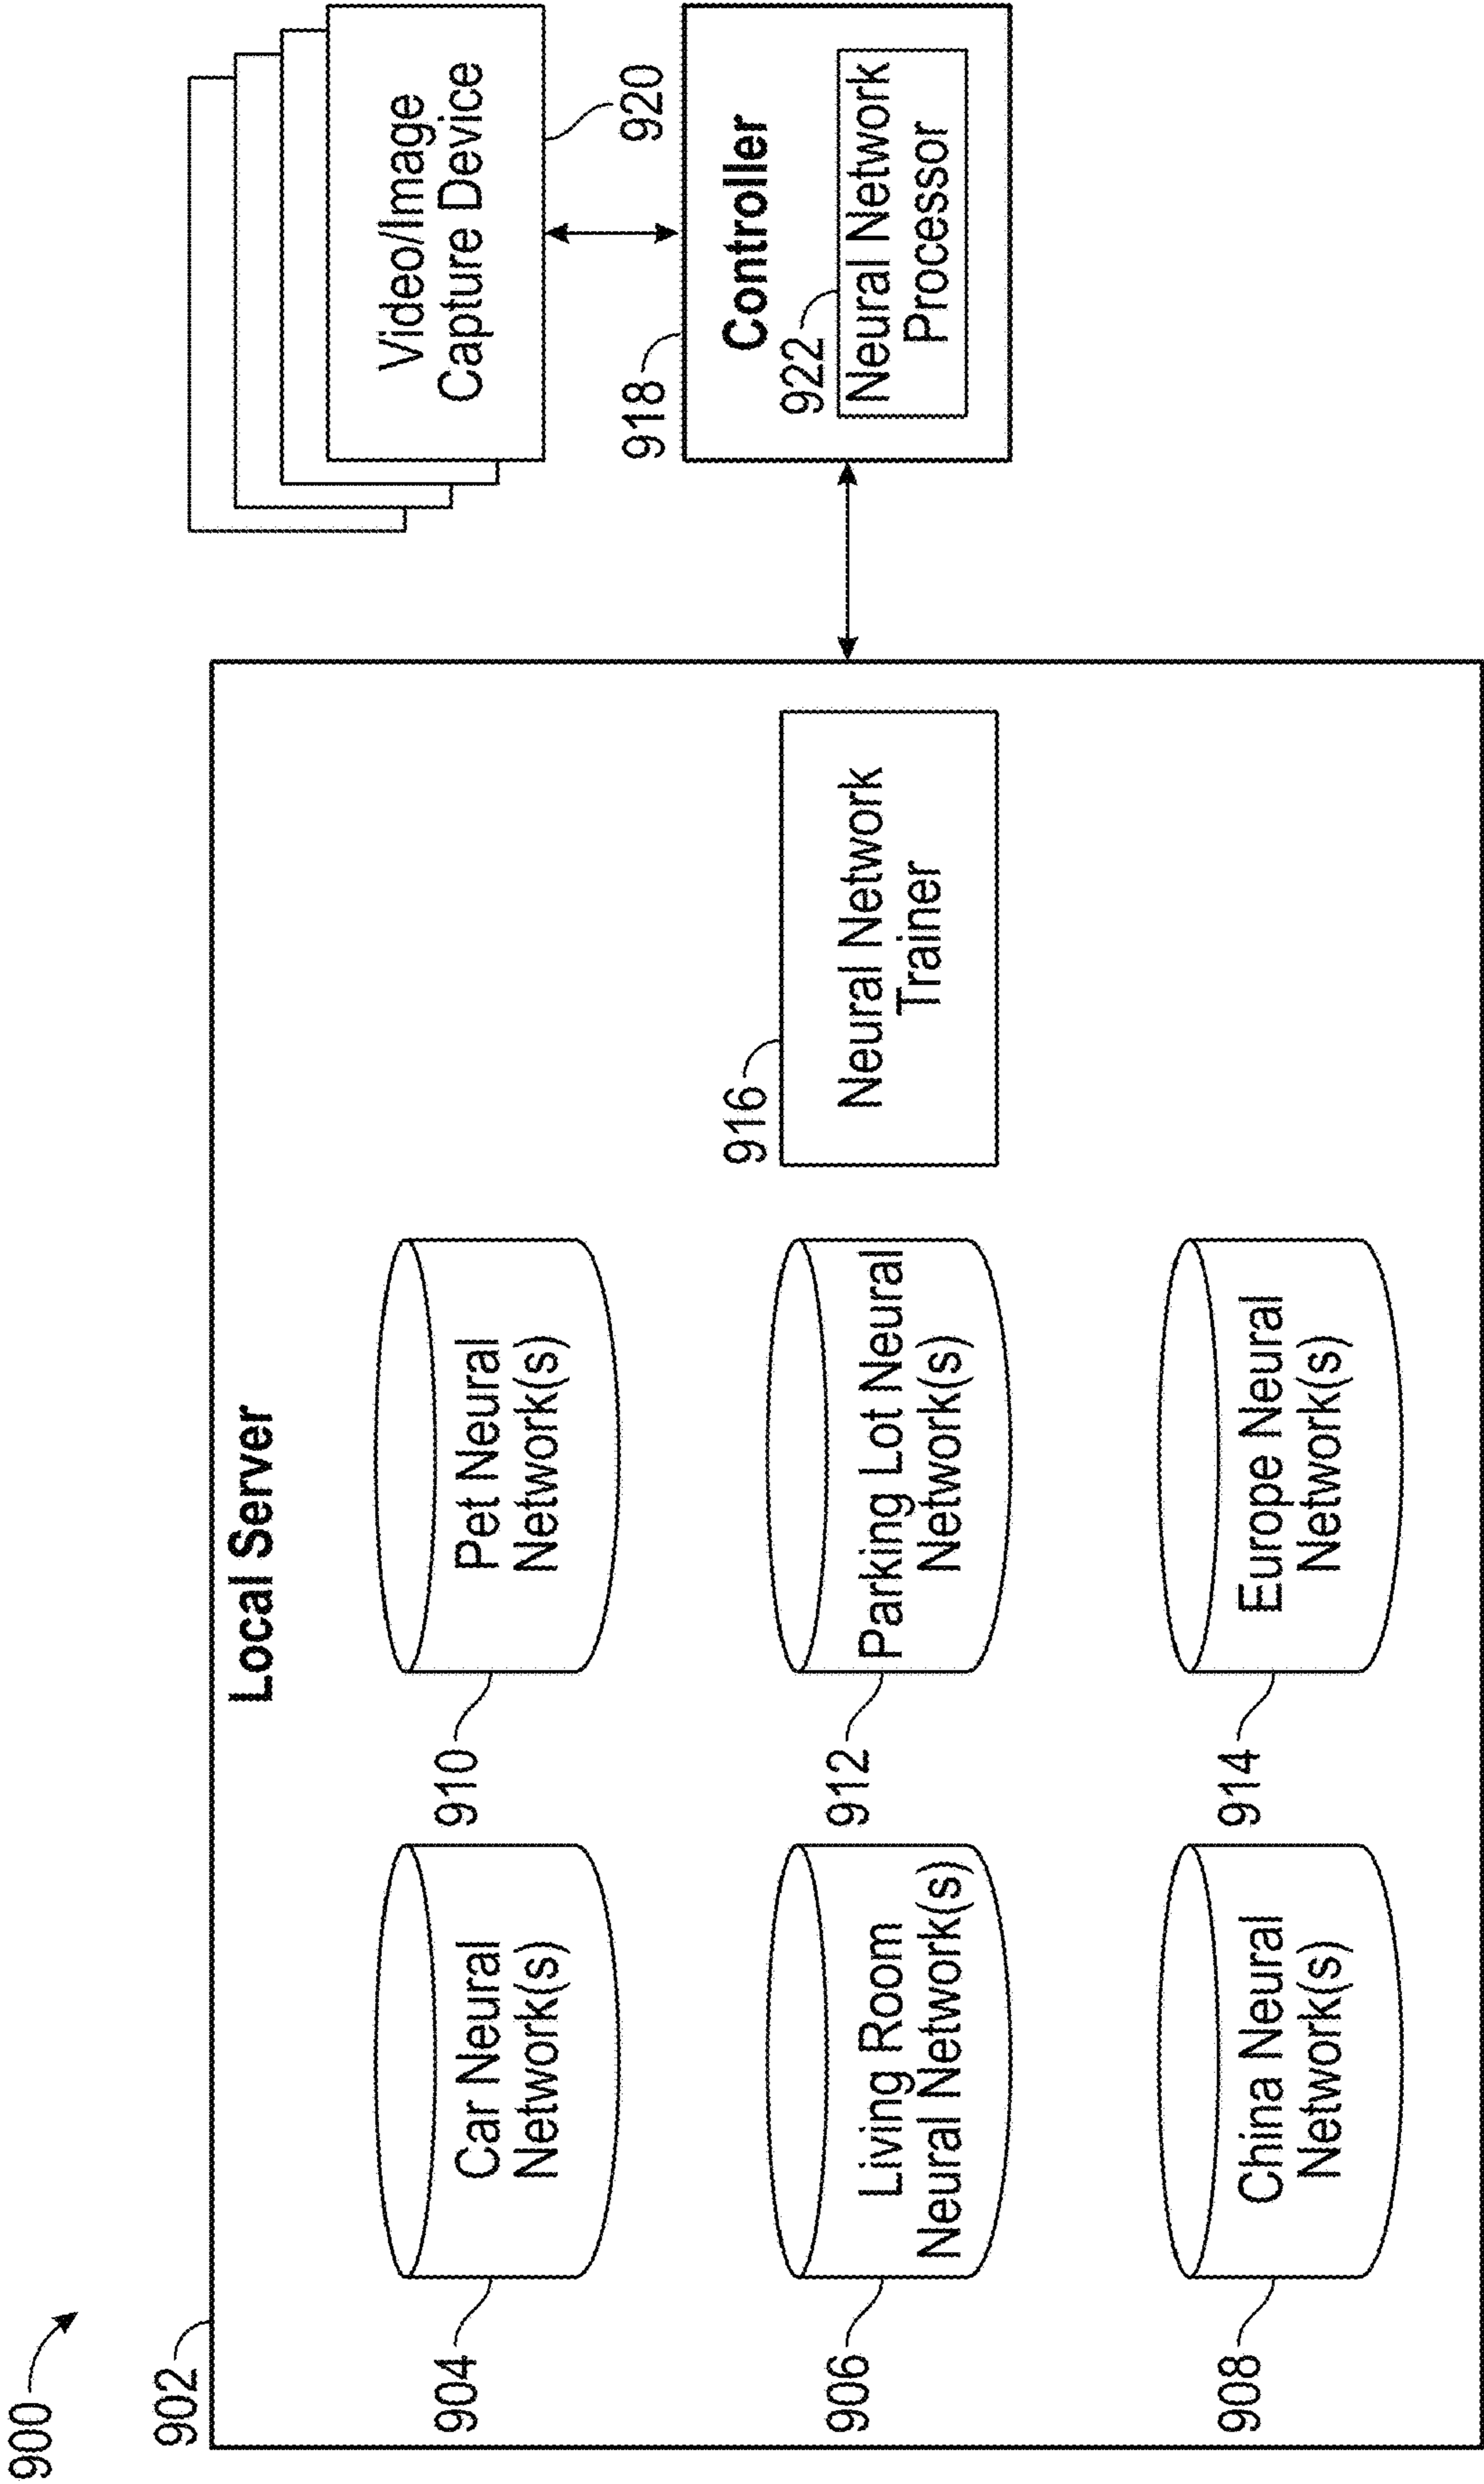 900
902
Local Server
904
Car Neural
Network(s)
910
Pet Neural
Network(s)
906
Living Room
Neural Network(s)
912
Parking Lot Neural
Network(s)
908
China Neural
Network(s)
914
Europe Neural
Network(s)
916
Neural Network
Trainer
Video/Image
Capture Device
920
918
Controller
922
Neural Network
Processor